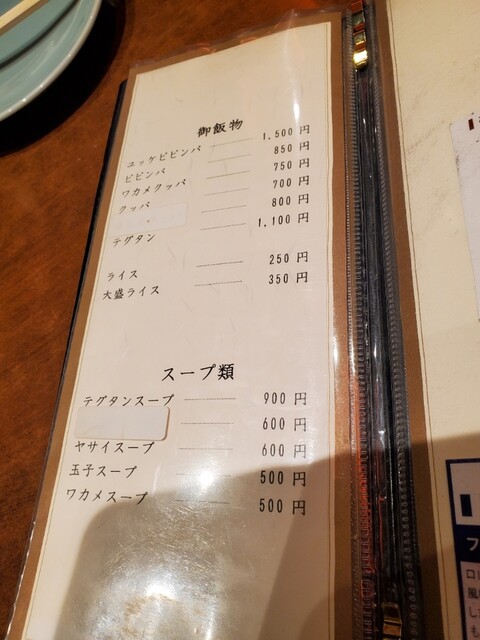 御飯物
ユッケビビンバ 1,500円
ビビンバ 850円
ワカメクッパ 750円
クッパ 700円
800円
テグタン 1,100円
ライス 250円
大盛ライス 350円
スープ類
テグタンスープ 900円
600円
ヤサイスープ 600円
玉子スープ 500円
ワカメスープ 500円
フ
口
風
し
も